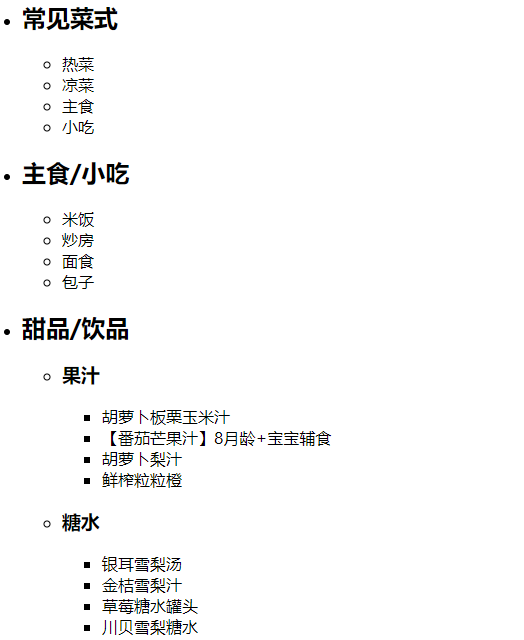 常见菜式
热菜
凉菜
主食
小吃
主食/小吃
米饭
炒房
面食
包子
甜品/饮品
果汁
胡萝卜板栗玉米汁
【番茄芒果汁】8月龄+宝宝辅食
胡萝卜梨汁
鲜榨粒粒橙
糖水
银耳雪梨汤
金桔雪梨汁
草莓糖水罐头
川贝雪梨糖水